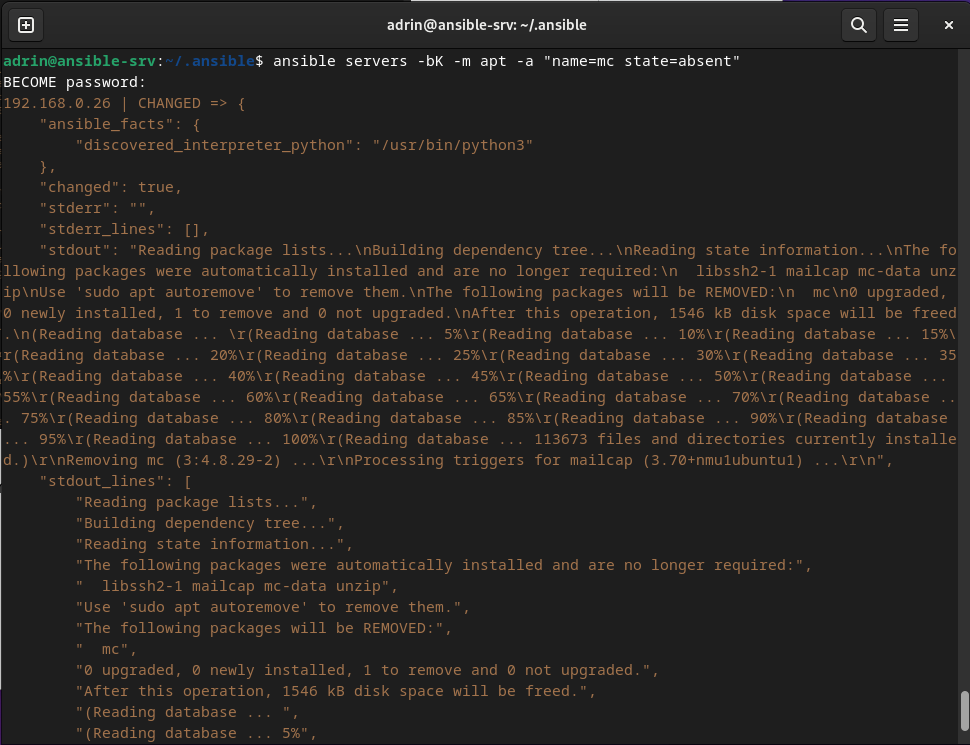 adrin@ansible-srv: ~/.ansible
adrin@ansible-srv:~/.ansible$ ansible servers -bK -m apt -a "name=mc state=absent"
BECOME password:
192.168.0.26 | CHANGED => {
    "ansible_facts": {
        "discovered_interpreter_python": "/usr/bin/python3"
    },
    "changed": true,
    "stderr": "",
    "stderr_lines": [],
    "stdout": "Reading package lists...\nBuilding dependency tree...\nReading state information...\nThe fo
llowing packages were automatically installed and are no longer required:\n  libssh2-1 mailcap mc-data unz
ip\nUse 'sudo apt autoremove' to remove them.\nThe following packages will be REMOVED:\n  mc\n0 upgraded,
0 newly installed, 1 to remove and 0 not upgraded.\nAfter this operation, 1546 kB disk space will be freed
.\n(Reading database ... \r(Reading database ... 5%\r(Reading database ... 10%\r(Reading database ... 15%\
r(Reading database ... 20%\r(Reading database ... 25%\r(Reading database ... 30%\r(Reading database ... 35
%\r(Reading database ... 40%\r(Reading database ... 45%\r(Reading database ... 50%\r(Reading database ...
55%\r(Reading database ... 60%\r(Reading database ... 65%\r(Reading database ... 70%\r(Reading database ..
. 75%\r(Reading database ... 80%\r(Reading database ... 85%\r(Reading database ... 90%\r(Reading database
... 95%\r(Reading database ... 100%\r(Reading database ... 113673 files and directories currently installe
d.)\r\nRemoving mc (3:4.8.29-2) ...\r\nProcessing triggers for mailcap (3.70+nmu1ubuntu1) ...\r\n",
    "stdout_lines": [
        "Reading package lists...",
        "Building dependency tree...",
        "Reading state information...",
        "The following packages were automatically installed and are no longer required:",
        "  libssh2-1 mailcap mc-data unzip",
        "Use 'sudo apt autoremove' to remove them.",
        "The following packages will be REMOVED:",
        "  mc",
        "0 upgraded, 0 newly installed, 1 to remove and 0 not upgraded.",
        "After this operation, 1546 kB disk space will be freed.",
        "(Reading database ... ",
        "(Reading database ... 5%",